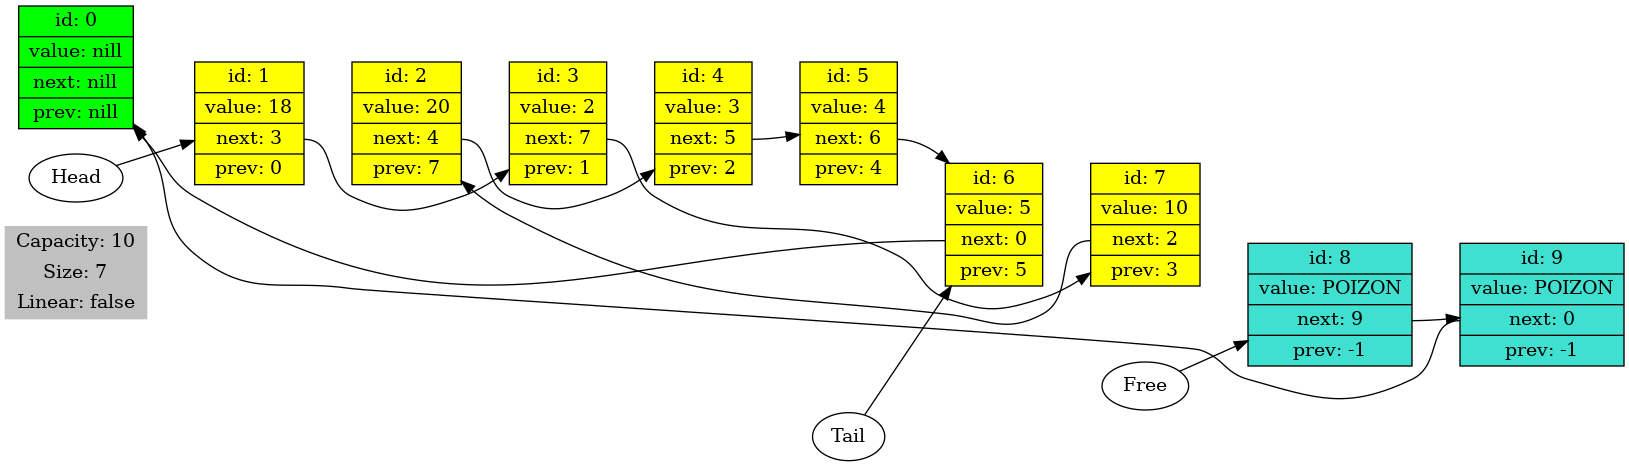 id: 0
value: nill
next: nill
prev: nill
Head
Capacity: 10
Size: 7
Linear: false
id: 1
value: 18
next: 3
prev: 0
id: 2
value: 20
next: 4
prev: 7
id: 3
value: 2
next: 7
prev: 1
id: 4
value: 3
next: 5
prev: 2
id: 5
value: 4
next: 6
prev: 4
id: 6
value: 5
next: 0
prev: 5
id: 7
value: 10
next: 2
prev: 3
id: 8
value: POIZON
next: 9
prev: -1
id: 9
value: POIZON
next: 0
prev: -1
Free
Tail